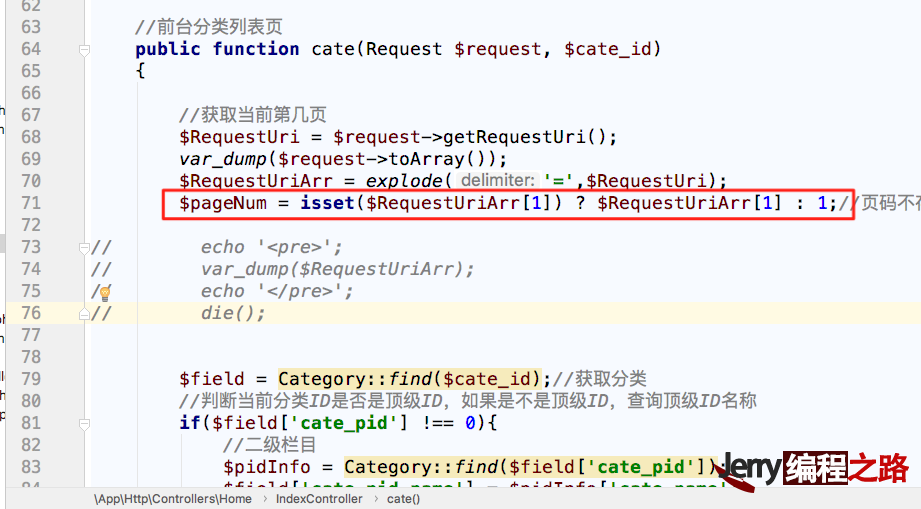 62
63 //前台分类列表页
64 public function cate(Request $request, $cate_id)
65 {
66
67 //获取当前第几页
68 $RequestUri = $request->getRequestUri();
69 var_dump($request->toArray());
70 $RequestUriArr = explode( delimiter: '=',$RequestUri);
71 $pageNum = isset($RequestUriArr[1]) ? $RequestUriArr[1] : 1;//页码不
72
73 // echo '<pre>';
74 // var_dump($RequestUriArr);
75 // echo '</pre>';
76 // die();
77
78
79 $field = Category::find($cate_id);//获取分类
80 //判断当前分类ID是否是顶级ID，如果是不是顶级ID，查询顶级ID名称
81 if($field['cate_pid'] !== 0){
82 //二级栏目
83 $pidInfo = Category::find($field['cate_pid']);
Jerry编程之路
\App\Http\Controllers\Home › IndexController › cate()